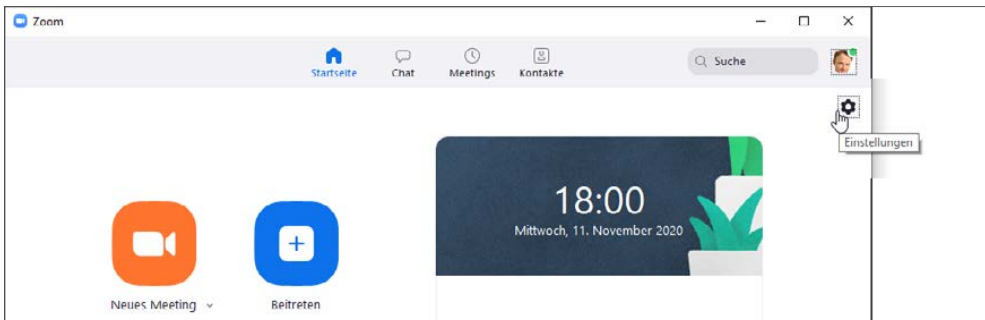 Zoom
Startseite Chat Meetings Kontakte Suche
Einstellungen
18:00
Mittwoch, 11. November 2020
Neues Meeting Beitreten